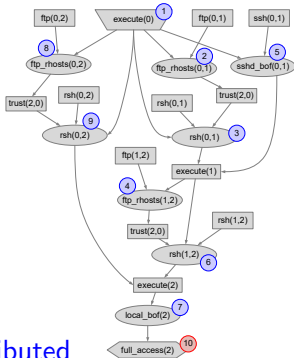 1
ftp(0,2)
execute(0)
ftp(0,1)
ssh(0,1)
8
2
5
ftp_rhosts(0,2)
ftp_rhosts(0,1)
sshd_bof(0,1)
trust(2,0)
rsh(0,2)
rsh(0,1)
trust(2,0)
9
rsh(0,2)
rsh(0,1)
3
ftp(1,2)
execute(1)
4
ftp_rhosts(1,2)
rsh(1,2)
trust(2,0)
rsh(1,2)
6
execute(2)
7
local_bof(2)
10
full_access(2)
ibuted